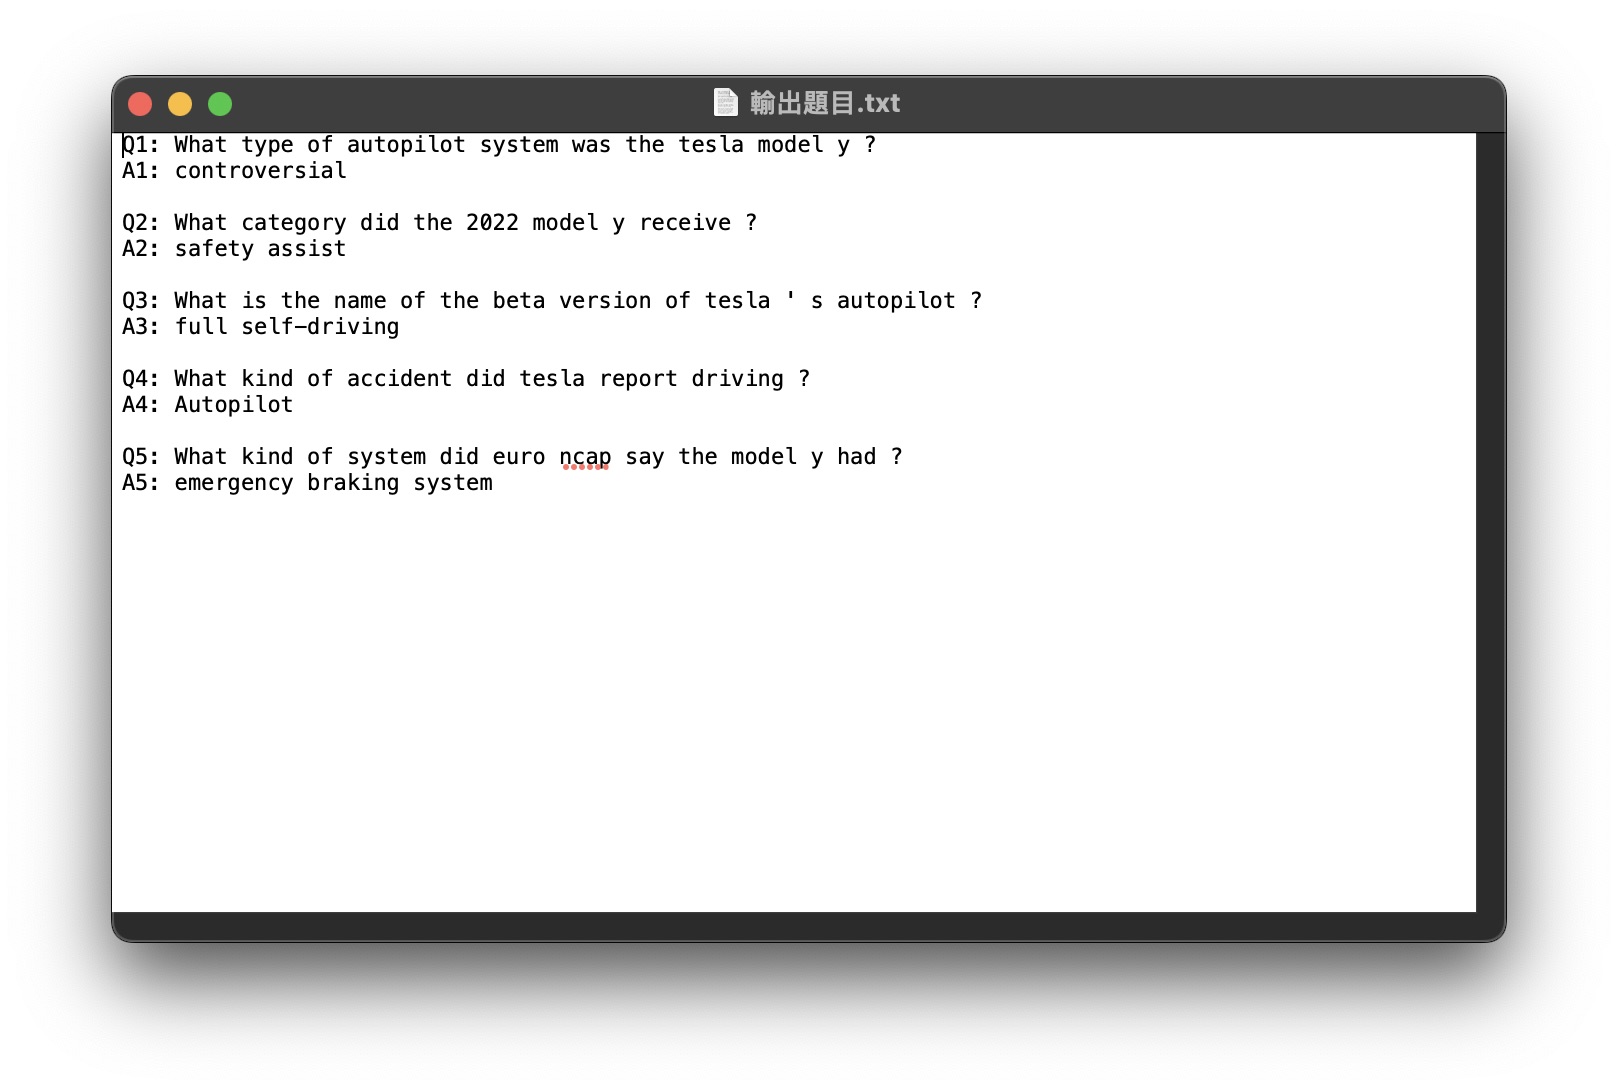 輸出題目.txt
Q1: What type of autopilot system was the tesla model y ?
A1: controversial
Q2: What category did the 2022 model y receive ?
A2: safety assist
Q3: What is the name of the beta version of tesla ' s autopilot ?
A3: full self-driving
Q4: What kind of accident did tesla report driving ?
A4: Autopilot
Q5: What kind of system did euro ncap say the model y had ?
A5: emergency braking system